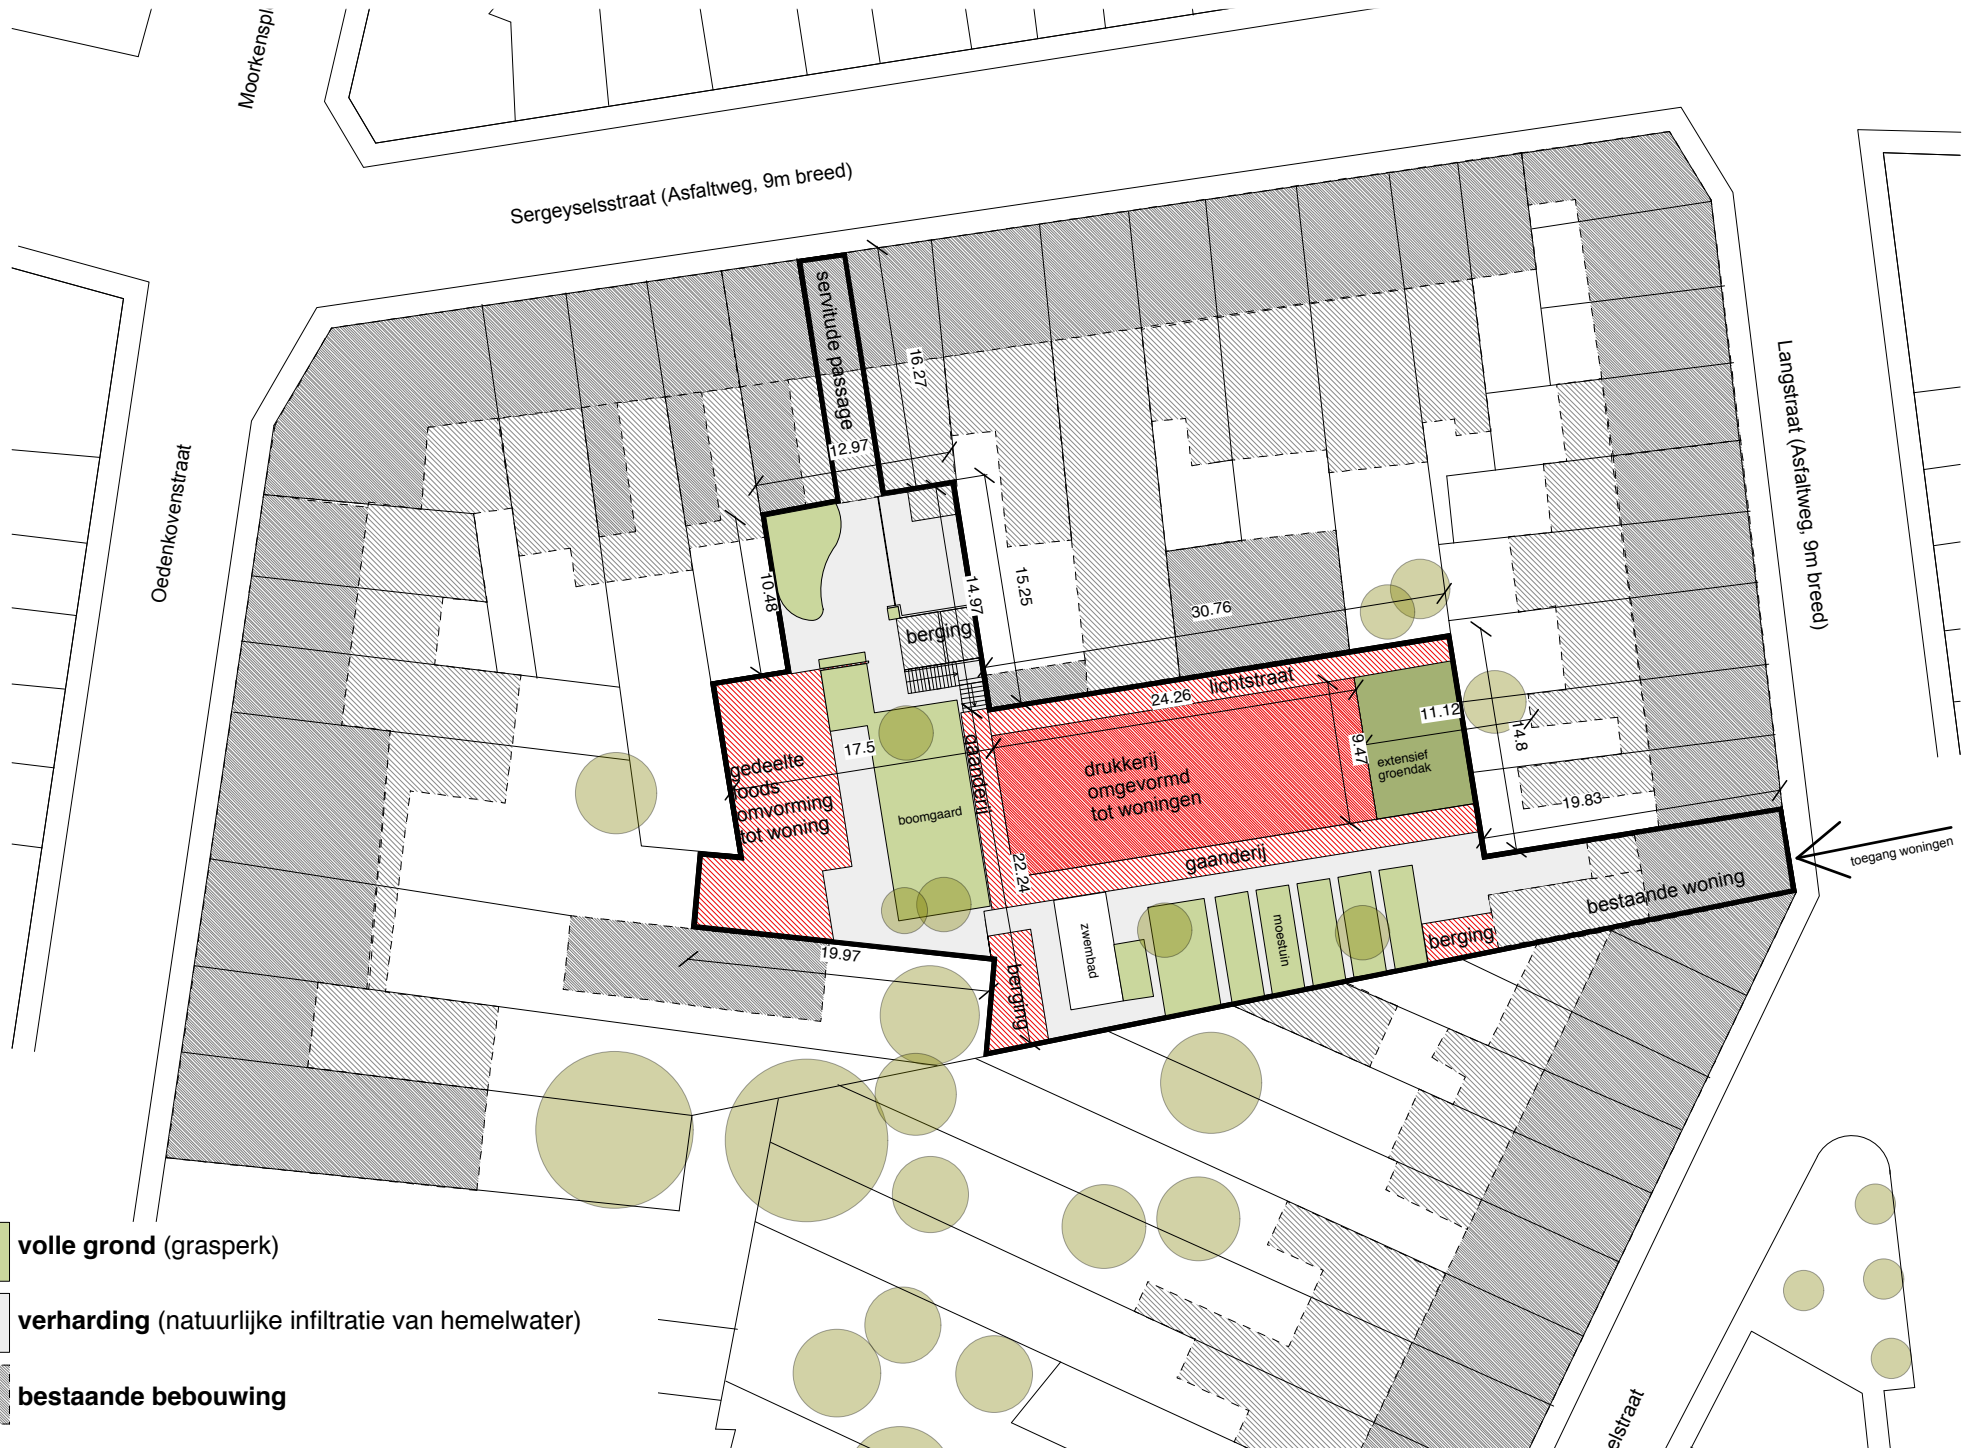 Moorkenspl
Sergeyselsstraat (Asfaltweg, 9m breed)
Oedenkovenstraat
Langstraat (Asfaltweg, 9m breed)
servitude passage
16.27
12.97
10.48
14.97
15.25
30.76
berging
lichtstraat
24.26
11.12
14.8
9.47
extensief
groendak
17.5
gaanderij
gedeelte
loods
omvorming
tot woning
drukkerij
omgevormd
tot woningen
boomgaard
19.83
toegang woningen
22.24
gaanderij
bestaande woning
19.97
zwembad
moestuin
berging
berging
volle grond (grasperk)
verharding (natuurlijke infiltratie van hemelwater)
bestaande bebouwing
elstraat